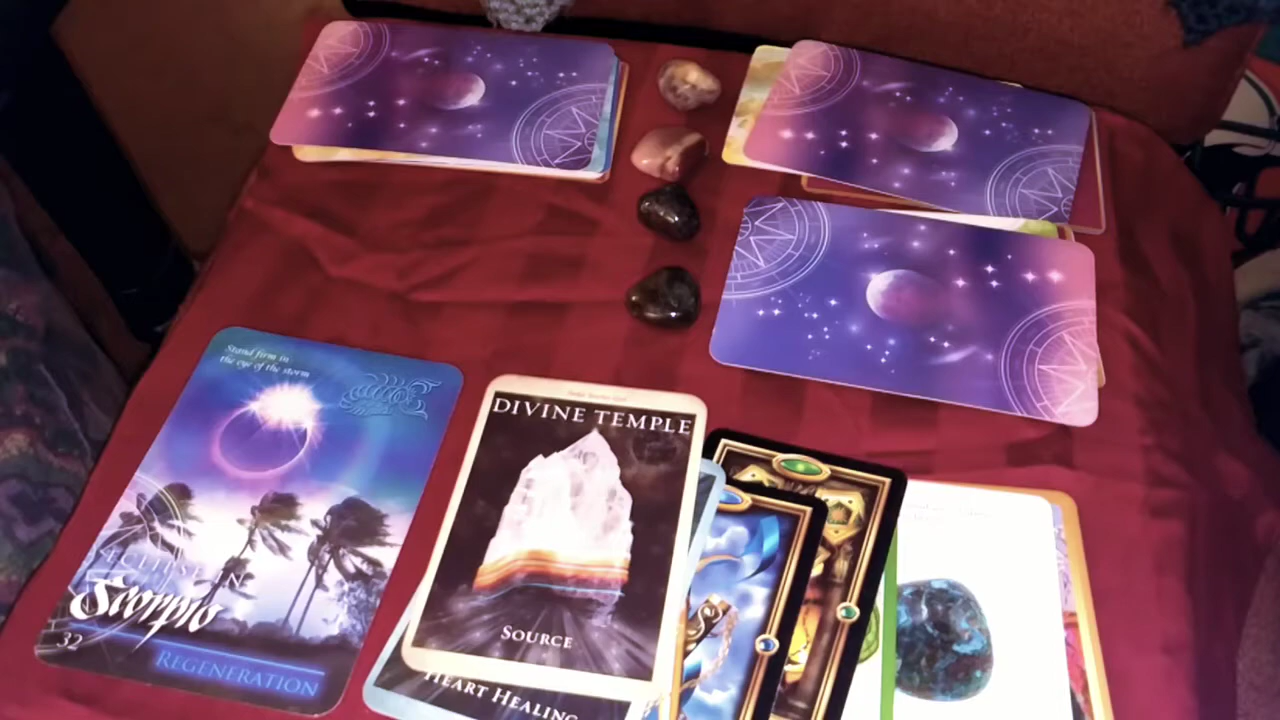 Stand firm in
the eye of the storm
ECLIPSE IN
Scorpio
32
REGENERATION
DIVINE TEMPLE
SOURCE
HEART HEALING